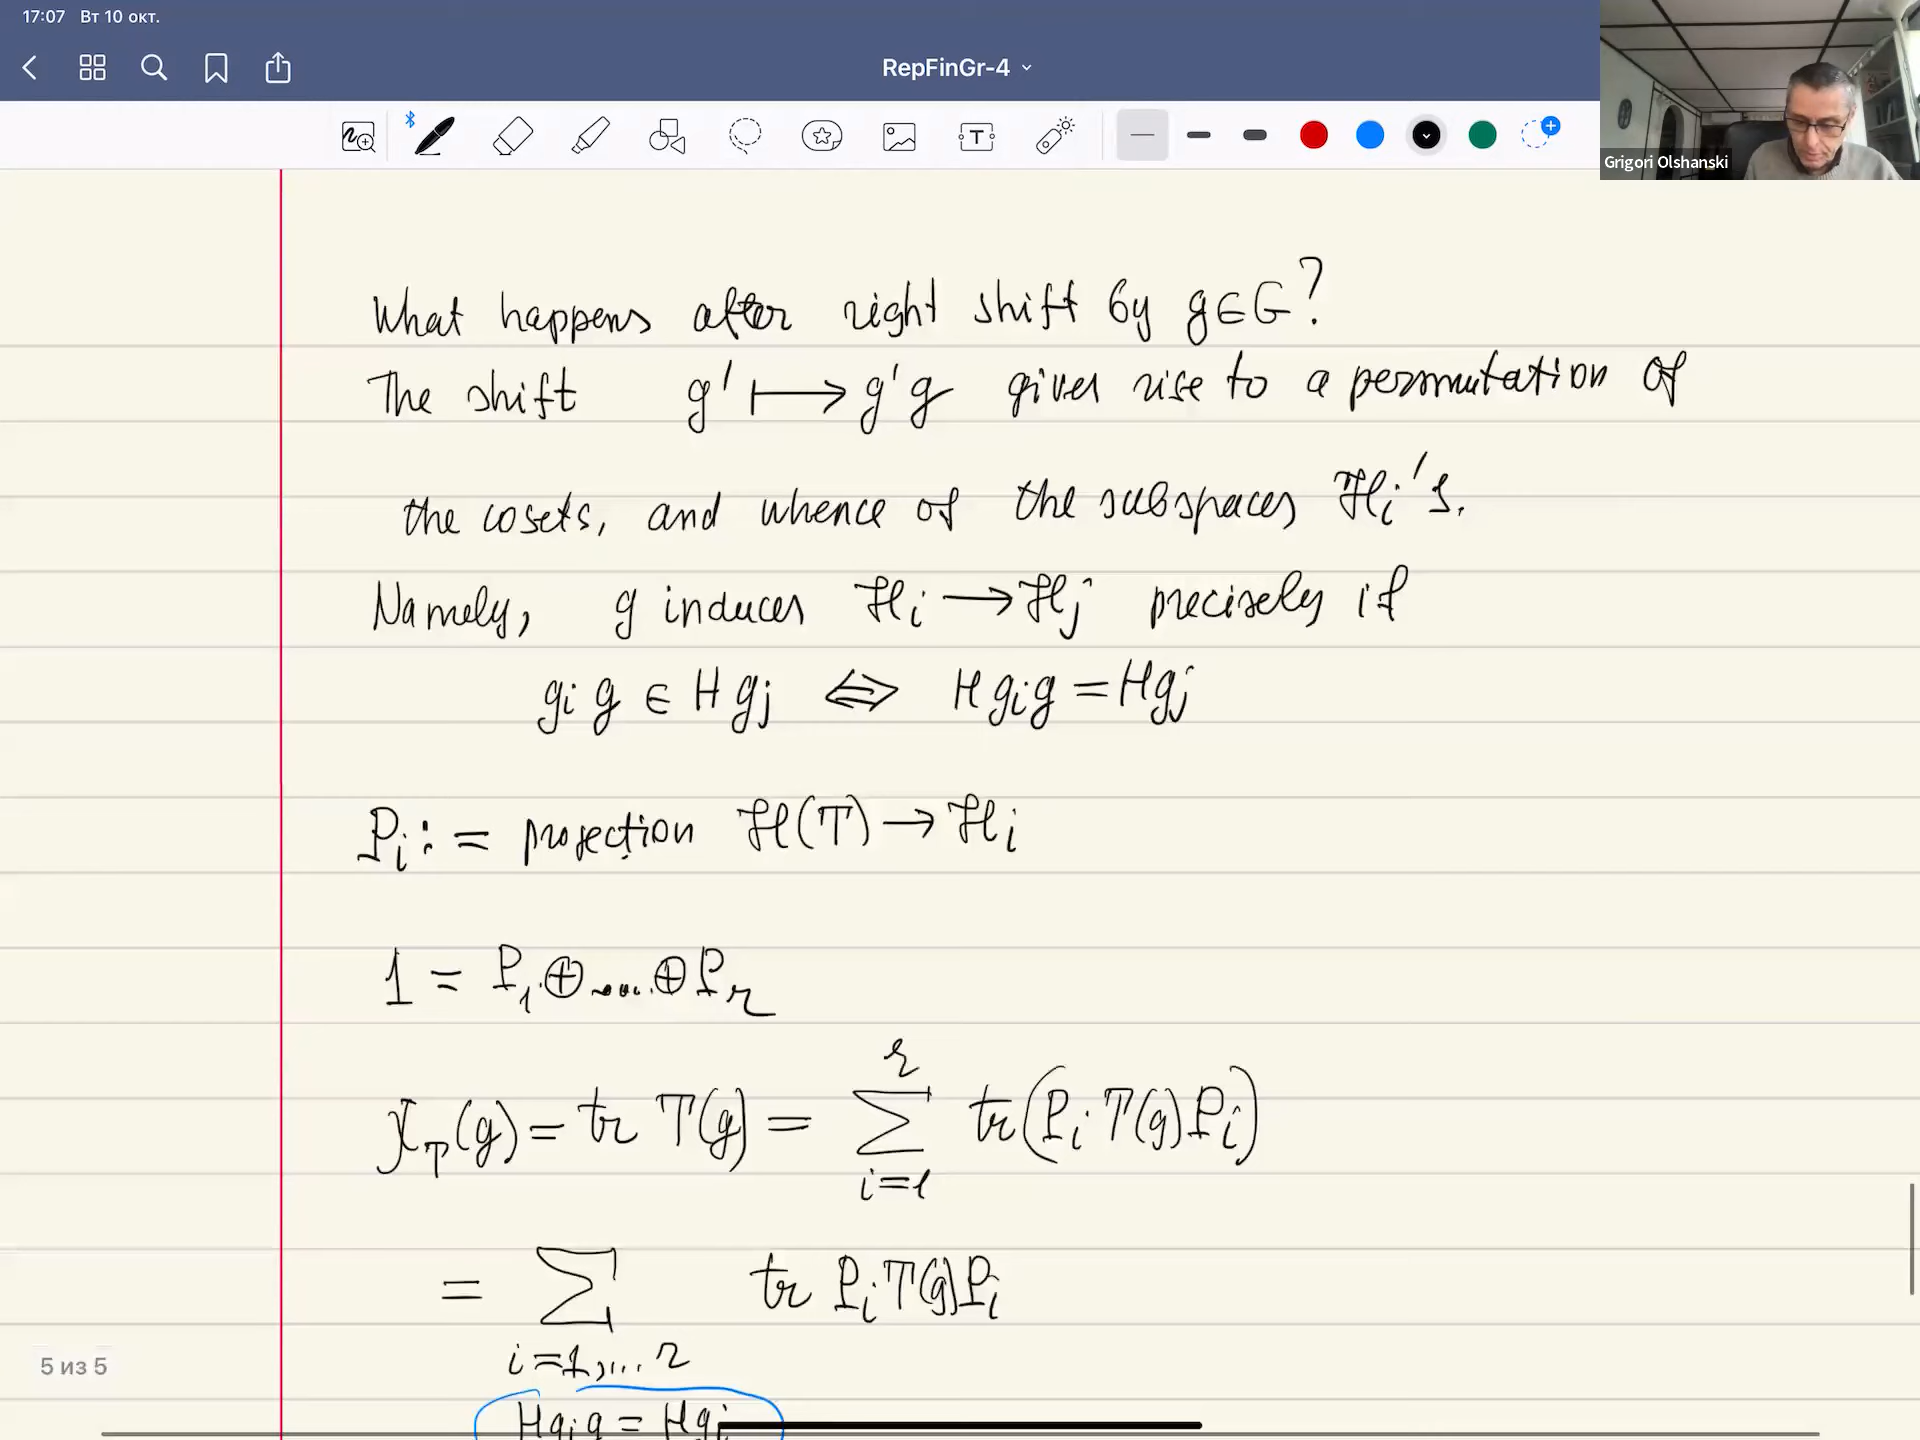 17:07 Вт 10 окт.
RepFinGr-4
Grigori Olshanski
What happens after right shift by g∈G?
The shift g' ⟼ g'g gives rise to a permutation of
the cosets, and whence of the subspaces ℋᵢ's.
Namely, g induces ℋᵢ → ℋⱼ precisely if
gᵢ g ∈ H gⱼ ⇔ H gᵢ g = H gⱼ
Pᵢ := projection ℋ(T) → ℋᵢ
1 = P₁ ⊕ .... ⊕ Pᵣ
χ_T(g) = tr T(g) = ∑_{i=1}^{r} tr(Pᵢ T(g) Pᵢ)
= ∑ tr Pᵢ T(g) Pᵢ
i=1,... r
H gᵢ g = H gᵢ
5 из 5